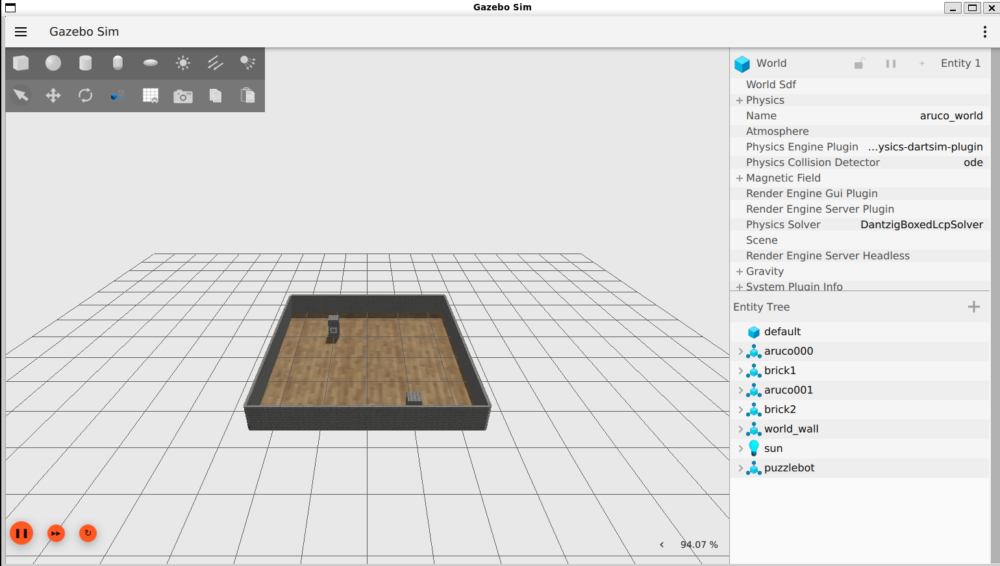 Gazebo Sim
Gazebo Sim
World Entity 1
World Sdf
Physics
Name aruco_world
Atmosphere
Physics Engine Plugin ...ysics-dartsim-plugin
Physics Collision Detector ode
Magnetic Field
Render Engine Gui Plugin
Render Engine Server Plugin
Physics Solver DantzigBoxedLcpSolver
Scene
Render Engine Server Headless
Gravity
System Plugin Info
Entity Tree
default
aruco000
brick1
aruco001
brick2
world_wall
sun
puzzlebot
94.07 %